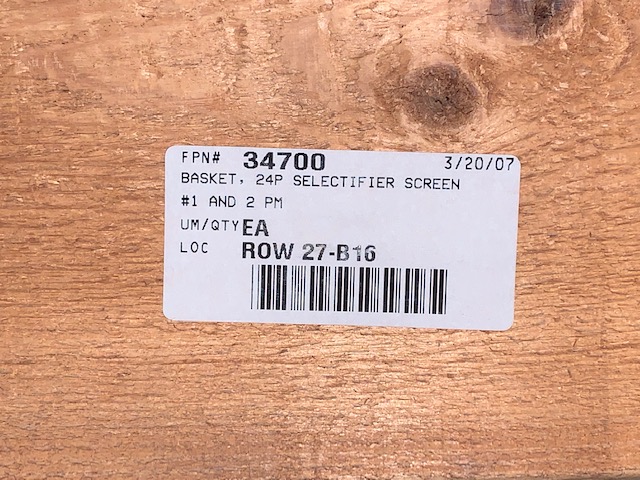 FPN# 34700 3/20/07
BASKET, 24P SELECTIFIER SCREEN
#1 AND 2 PM
UM/QTY EA
LOC ROW 27-B16